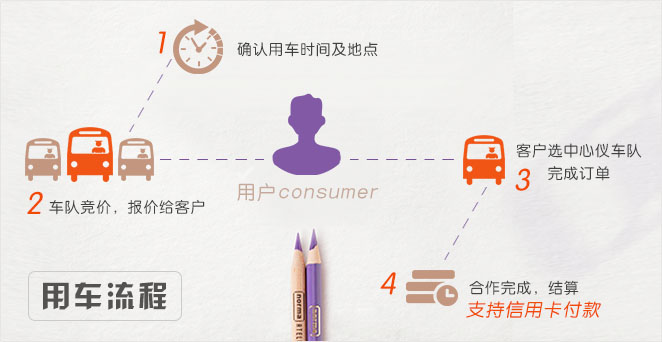 1
确认用车时间及地点
2 车队竞价，报价给客户
用户consumer
客户选中心仪车队
3 完成订单
4 合作完成，结算
支持信用卡付款
用车流程
norma
norma